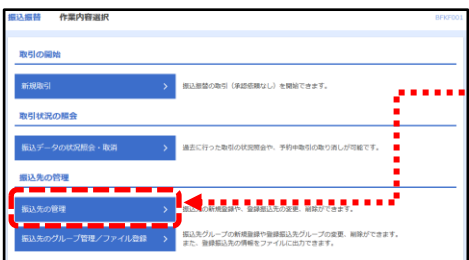 振込振替 作業内容選択
BFKF001
取引の開始
新規取引 > 振込振替の取引(承認依頼なし)を開始できます。
取引状況の照会
振込データの状況照会・取消 > 過去に行った取引の状況照会や、予約中取引の取り消しが可能です。
振込先の管理
振込先の管理 > 振込先の新規登録や、登録振込先の変更、削除ができます。
振込先のグループ管理/ファイル登録 > 振込先グループの新規登録や登録振込先グループの変更、削除ができます。
また、登録振込先の情報をファイルに出力できます。